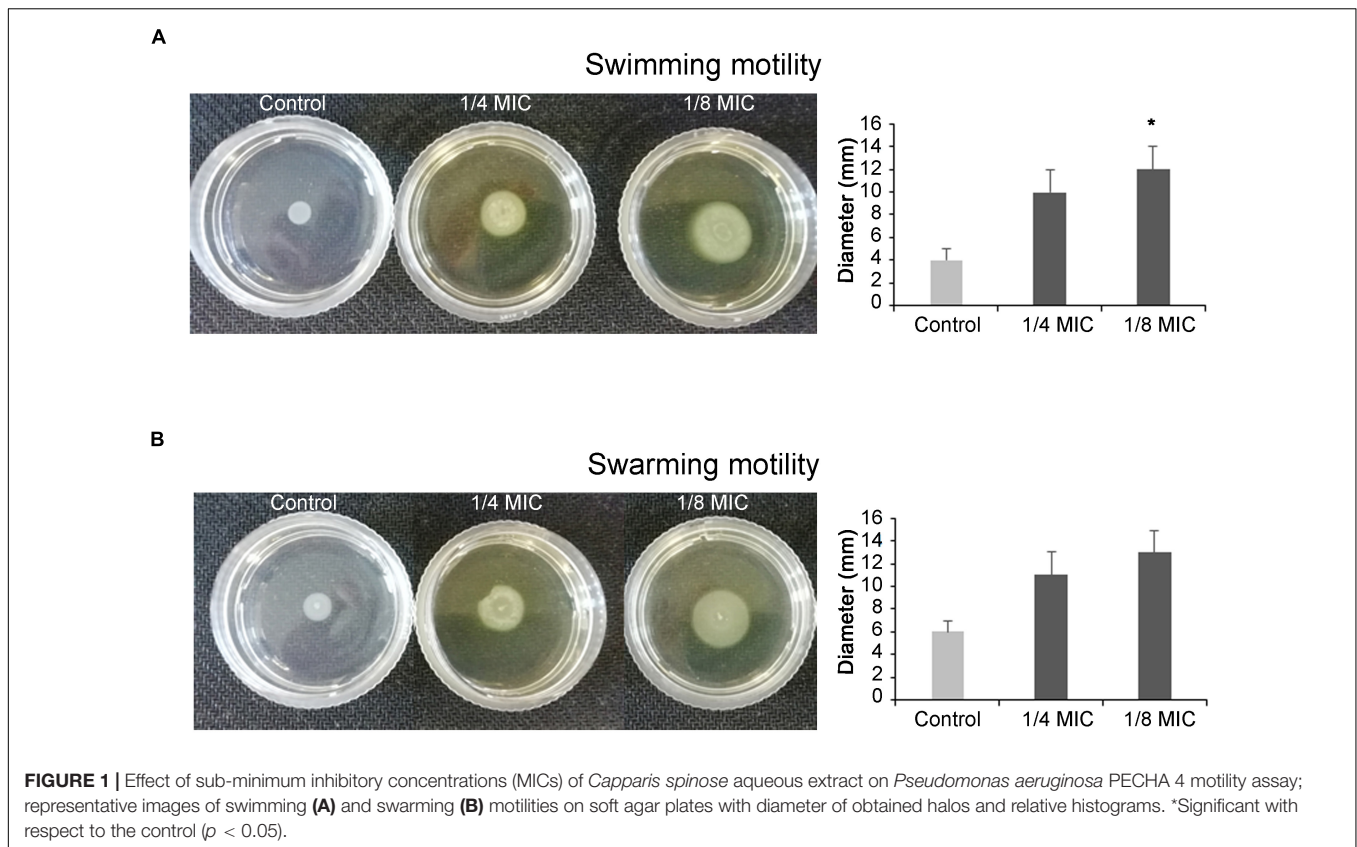 A
Swimming motility
Control 1/4 MIC 1/8 MIC
Diameter (mm)
16
14
12
10
8
6
4
2
0
*
Control 1/4 MIC 1/8 MIC
B
Swarming motility
Control 1/4 MIC 1/8 MIC
Diameter (mm)
16
14
12
10
8
6
4
2
0
Control 1/4 MIC 1/8 MIC
FIGURE 1 | Effect of sub-minimum inhibitory concentrations (MICs) of Capparis spinose aqueous extract on Pseudomonas aeruginosa PECHA 4 motility assay;
representative images of swimming (A) and swarming (B) motilities on soft agar plates with diameter of obtained halos and relative histograms. *Significant with
respect to the control (p < 0.05).